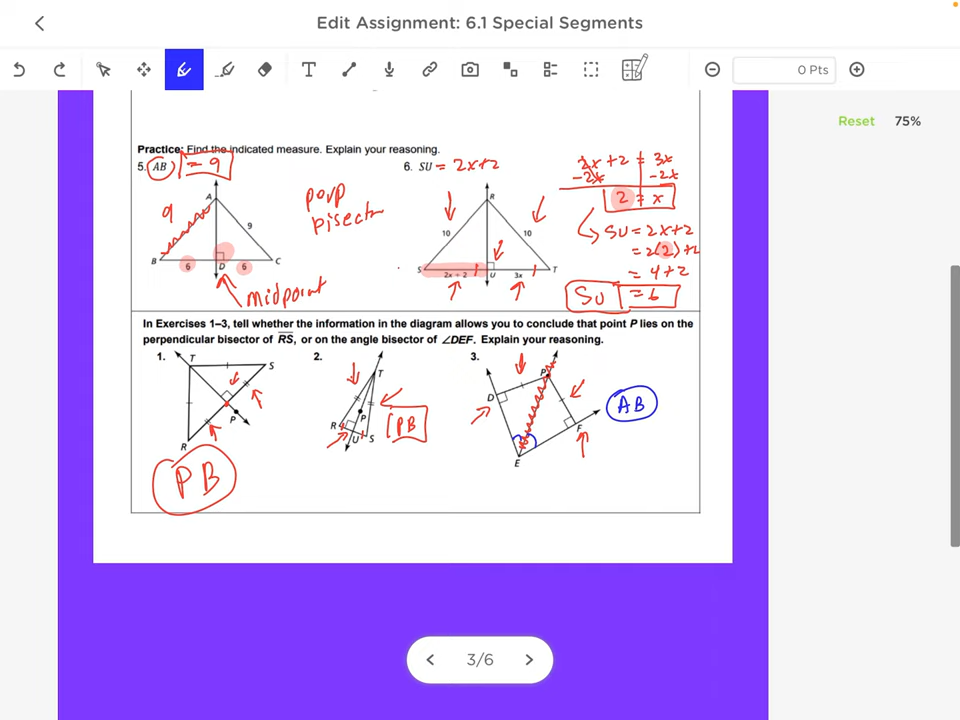 Edit Assignment: 6.1 Special Segments
0 Pts
Reset 75%
Practice: Find the indicated measure. Explain your reasoning.
5. AB = 9
6. SU = 2x+2
2x + 2 = 3x
-2x -2x
2 = x
SU = 2x+2
= 2(2)+2
= 4+2
SU = 6
perp
bisector
A
9
9
B
6
D
6
C
midpoint
R
10
10
S
2x + 2
U
3x
T
In Exercises 1–3, tell whether the information in the diagram allows you to conclude that point P lies on the
perpendicular bisector of RS, or on the angle bisector of ∠DEF. Explain your reasoning.
1.
T
S
P
R
PB
2.
T
P
R
U
S
PB
3.
P
D
F
E
AB
3/6